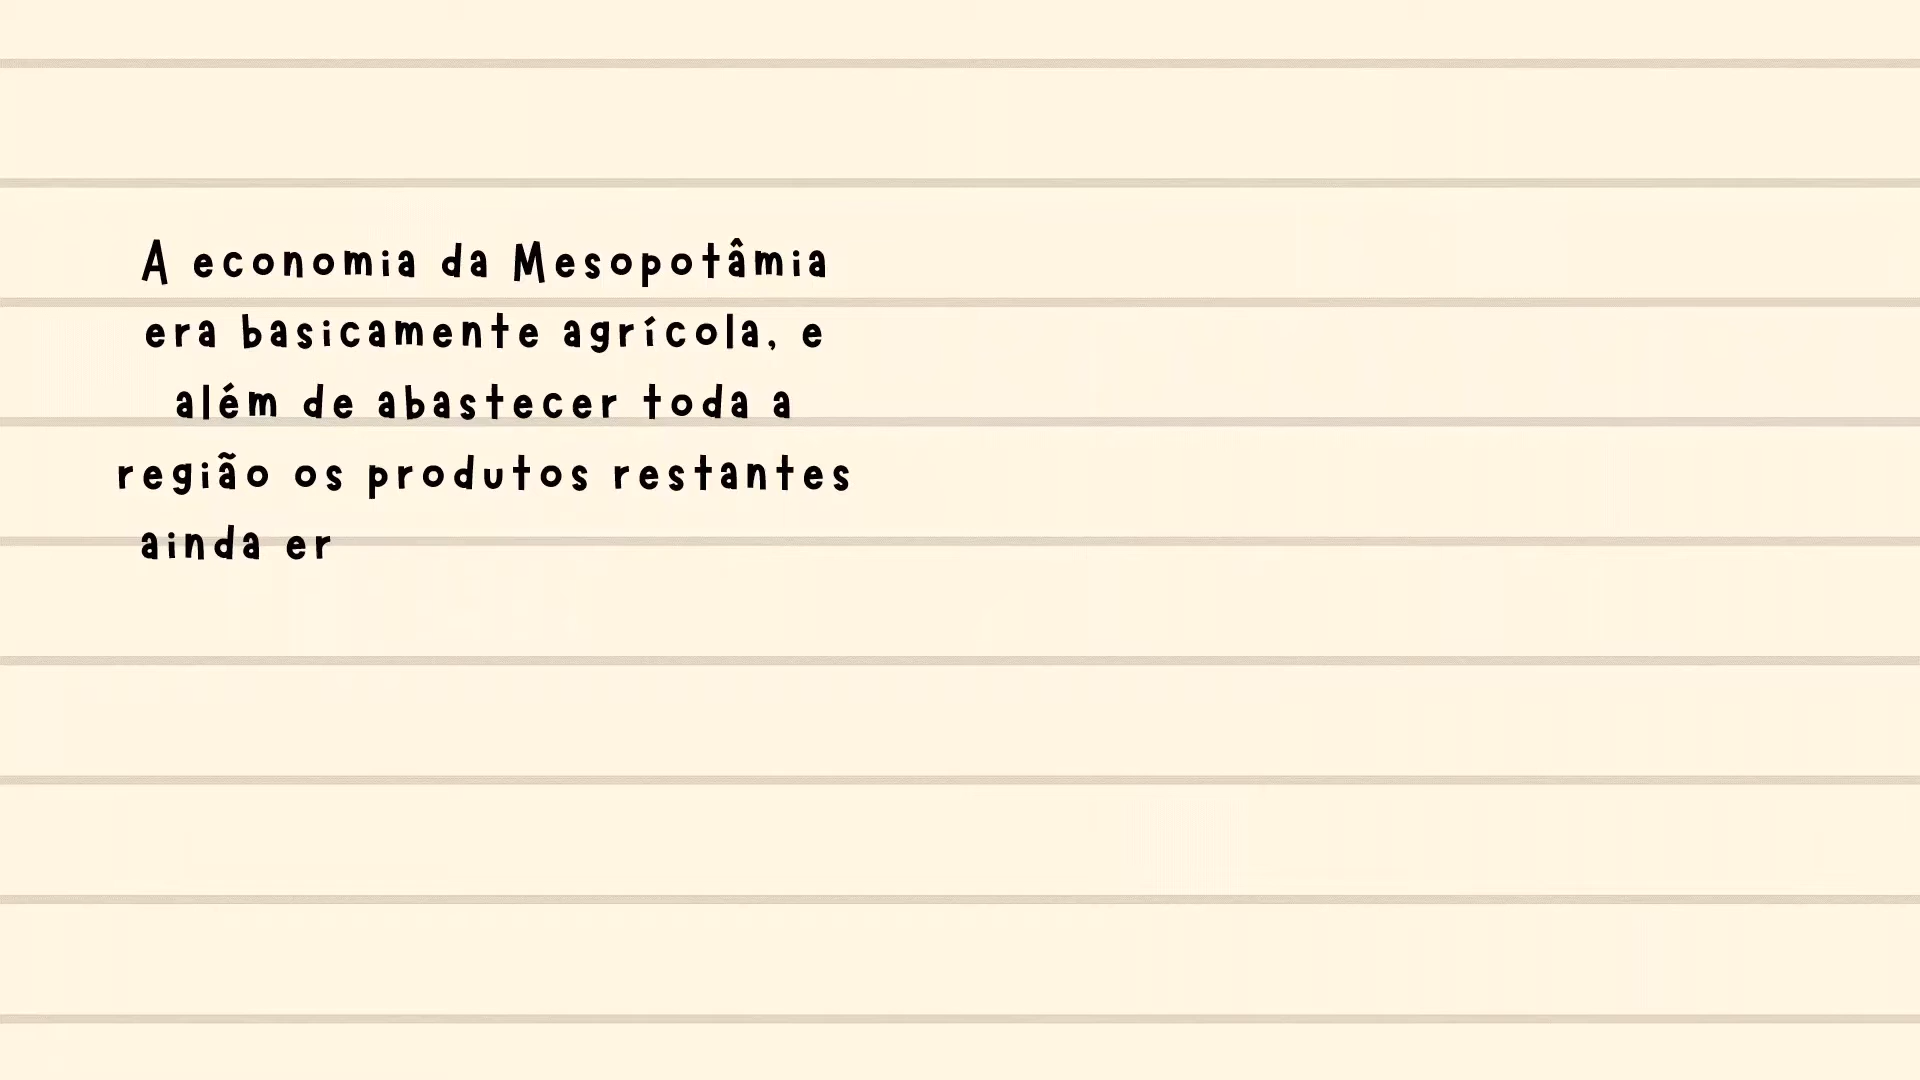 A economia da Mesopotâmia
era basicamente agrícola, e
além de abastecer toda a
região os produtos restantes
ainda er